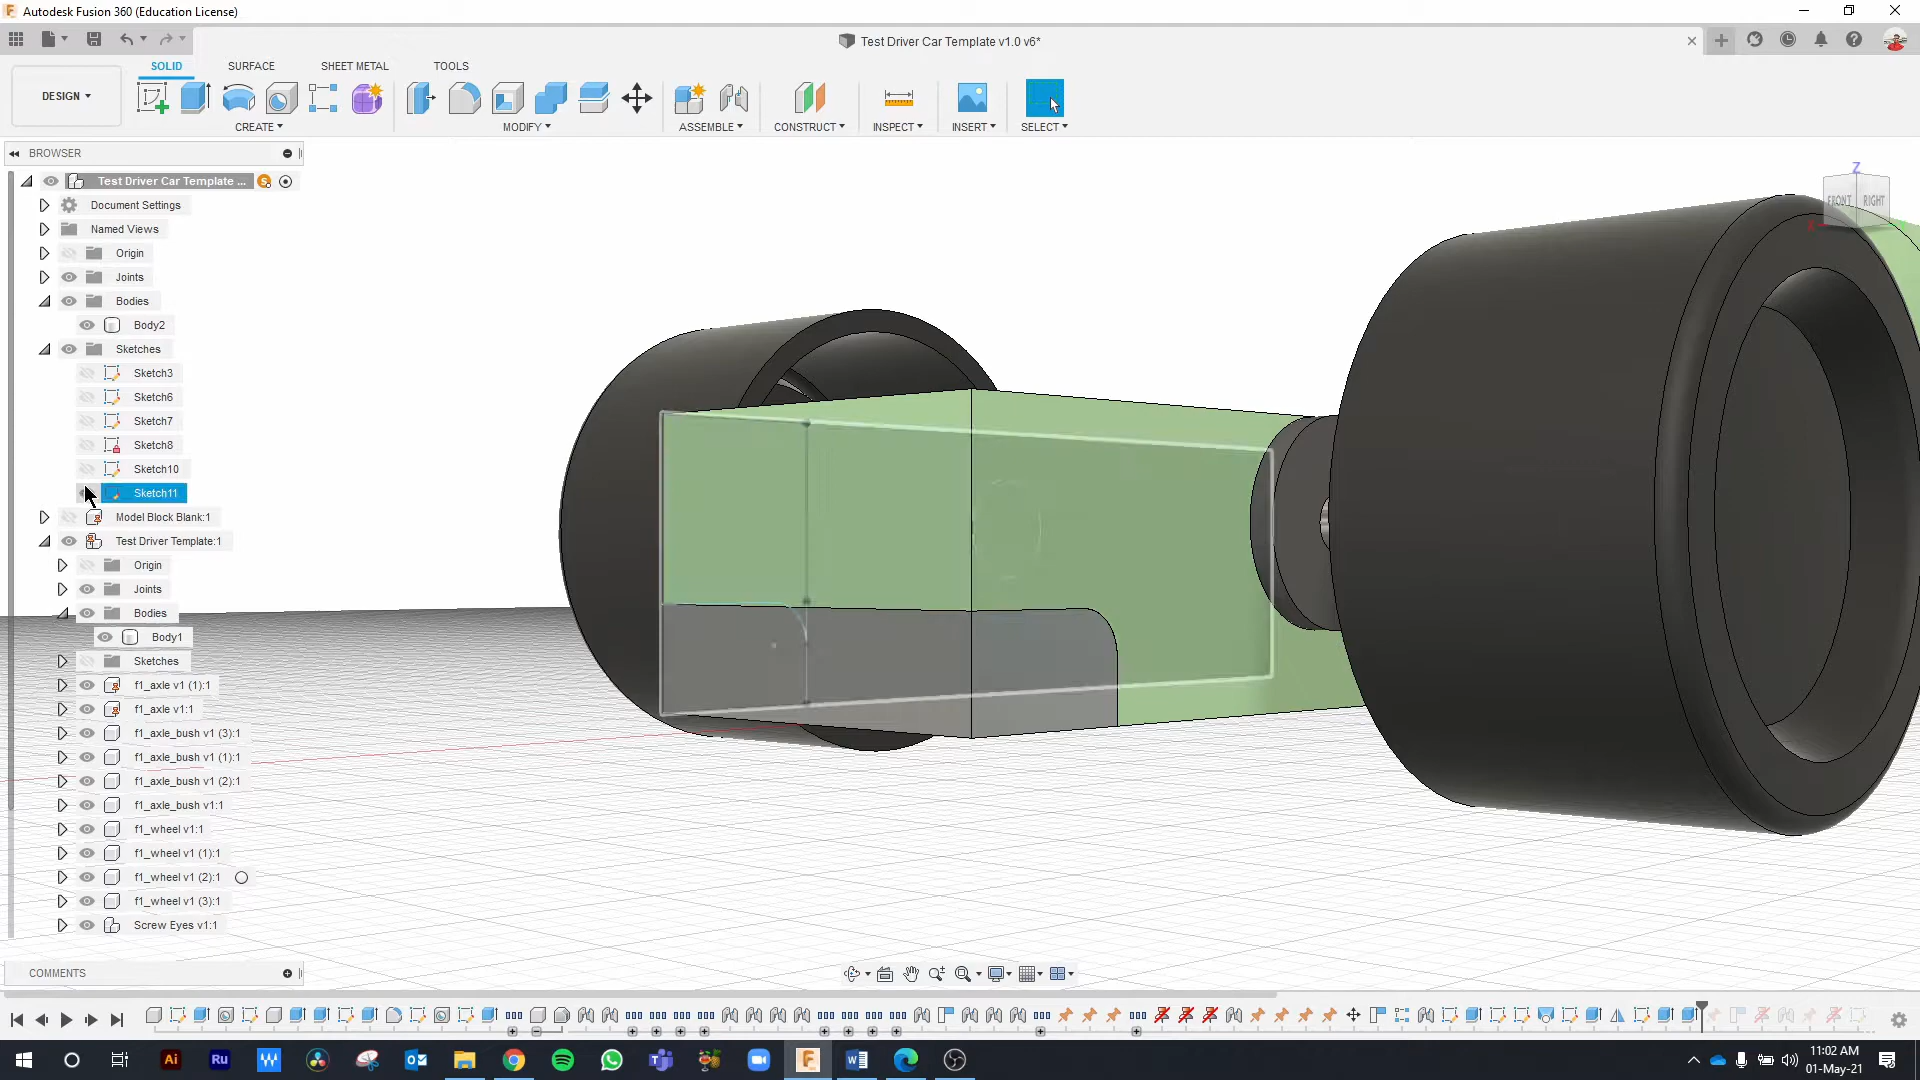 Autodesk Fusion 360 (Education License)
Test Driver Car Template v1.0 v6*
SOLID SURFACE SHEET METAL TOOLS
DESIGN
CREATE MODIFY ASSEMBLE CONSTRUCT INSPECT INSERT SELECT
BROWSER
Test Driver Car Template ...
Document Settings
Named Views
Origin
Joints
Bodies
Body2
Sketches
Sketch3
Sketch6
Sketch7
Sketch8
Sketch10
Sketch11
Model Block Blank:1
Test Driver Template:1
Origin
Joints
Bodies
Body1
Sketches
f1_axle v1 (1):1
f1_axle v1:1
f1_axle_bush v1 (3):1
f1_axle_bush v1 (1):1
f1_axle_bush v1 (2):1
f1_axle_bush v1:1
f1_wheel v1:1
f1_wheel v1 (1):1
f1_wheel v1 (2):1
f1_wheel v1 (3):1
Screw Eyes v1:1
Z
FRONT RIGHT
X
COMMENTS
Ai Ru
11:02 AM
01-May-21